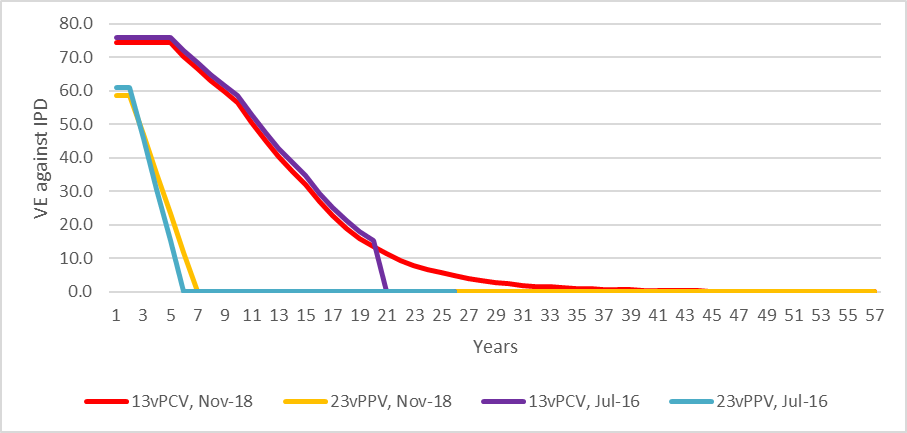 80.0
70.0
60.0
50.0
40.0
30.0
20.0
10.0
0.0
VE against IPD
1 3 5 7 9 11 13 15 17 19 21 23 25 27 29 31 33 35 37 39 41 43 45 47 49 51 53 55 57
Years
13vPCV, Nov-18 23vPPV, Nov-18 13vPCV, Jul-16 23vPPV, Jul-16